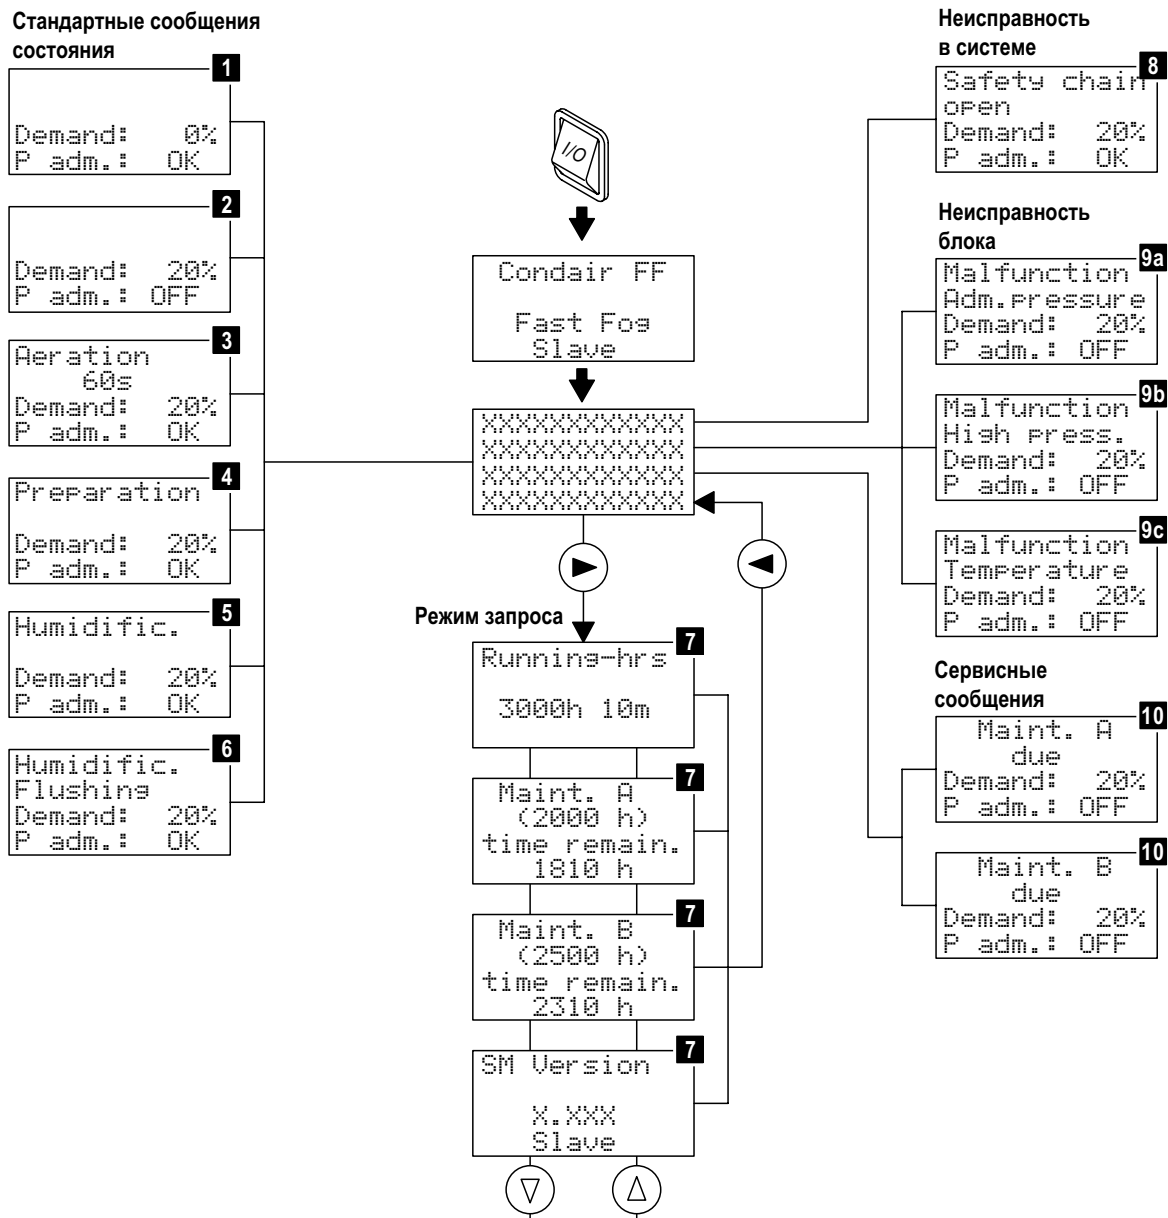 Стандартные сообщения
состояния
1
Demand: 0%
P adm.: OK
2
Demand: 20%
P adm.: OFF
3
Aeration
60s
Demand: 20%
P adm.: OK
4
Preparation
Demand: 20%
P adm.: OK
5
Humidific.
Demand: 20%
P adm.: OK
6
Humidific.
Flushing
Demand: 20%
P adm.: OK
I/O
Condair FF
Fast Fog
Slave
XXXXXXXXXXXX
XXXXXXXXXXXX
XXXXXXXXXXXX
XXXXXXXXXXXX
Режим запроса
7
Running-hrs
3000h 10m
7
Maint. A
(2000 h)
time remain.
1810 h
7
Maint. B
(2500 h)
time remain.
2310 h
7
SM Version
X.XXX
Slave
Неисправность
в системе
8
Safety chain
open
Demand: 20%
P adm.: OK
Неисправность
блока
9a
Malfunction
Adm.pressure
Demand: 20%
P adm.: OFF
9b
Malfunction
High press.
Demand: 20%
P adm.: OFF
9c
Malfunction
Temperature
Demand: 20%
P adm.: OFF
Сервисные
сообщения
10
Maint. A
due
Demand: 20%
P adm.: OFF
10
Maint. B
due
Demand: 20%
P adm.: OFF